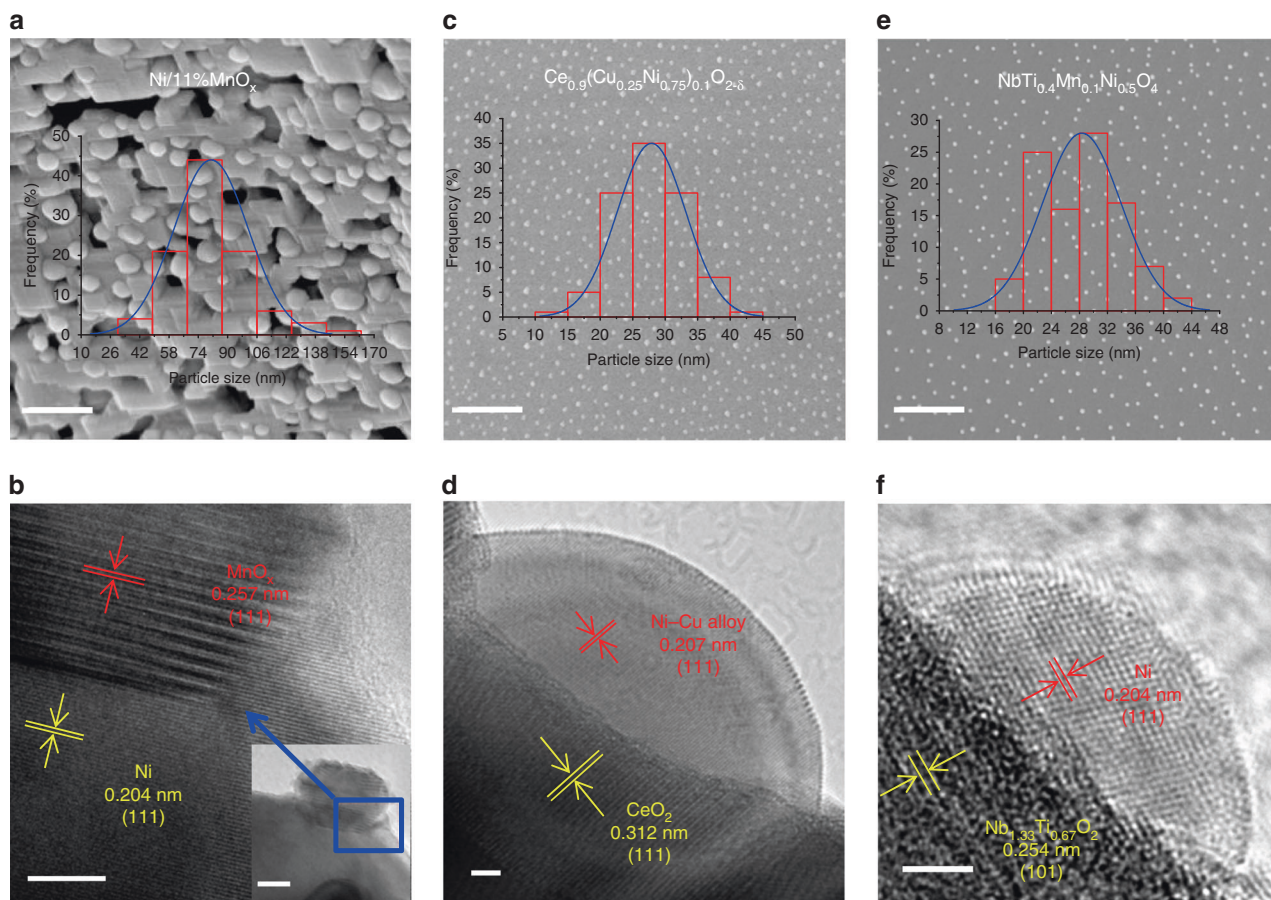 a
Ni/11%MnOₓ
50
40
30
20
10
0
Frequency (%)
10 26 42 58 74 90 106 122 138 154 170
Particle size (nm)
c
Ce₀.₉(Cu₀.₂₅Ni₀.₇₅)₀.₁O₂₋δ
40
35
30
25
20
15
10
5
0
Frequency (%)
5 10 15 20 25 30 35 40 45 50
Particle size (nm)
e
NbTi₀.₄Mn₀.₁Ni₀.₅O₄
30
25
20
15
10
5
0
Frequency (%)
8 12 16 20 24 28 32 36 40 44 48
Particle size (nm)
b
MnOₓ
0.257 nm
(111)
Ni
0.204 nm
(111)
d
Ni–Cu alloy
0.207 nm
(111)
CeO₂
0.312 nm
(111)
f
Ni
0.204 nm
(111)
Nb₁.₃₃Ti₀.₆₇O₂
0.254 nm
(101)